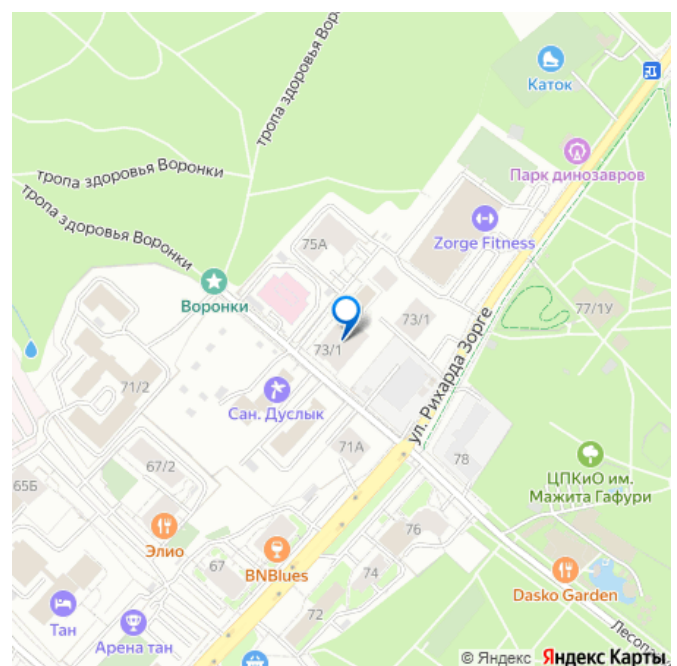 тропа здоровья Воронки
Каток
Парк динозавров
тропа здоровья Воронки
тропа здоровья Воронки
Zorge Fitness
75А
Воронки
77/1У
73/1
73/1
ул. Рихарда Зорге
71/2
Сан. Дуслык
71А
78
ЦПКиО им.
Мажита Гафури
67/2
65Б
Элио
76
BNBlues
67
74
Dasko Garden
72
Тан
Арена тан
Лесопа
© Яндекс Яндекс Карты